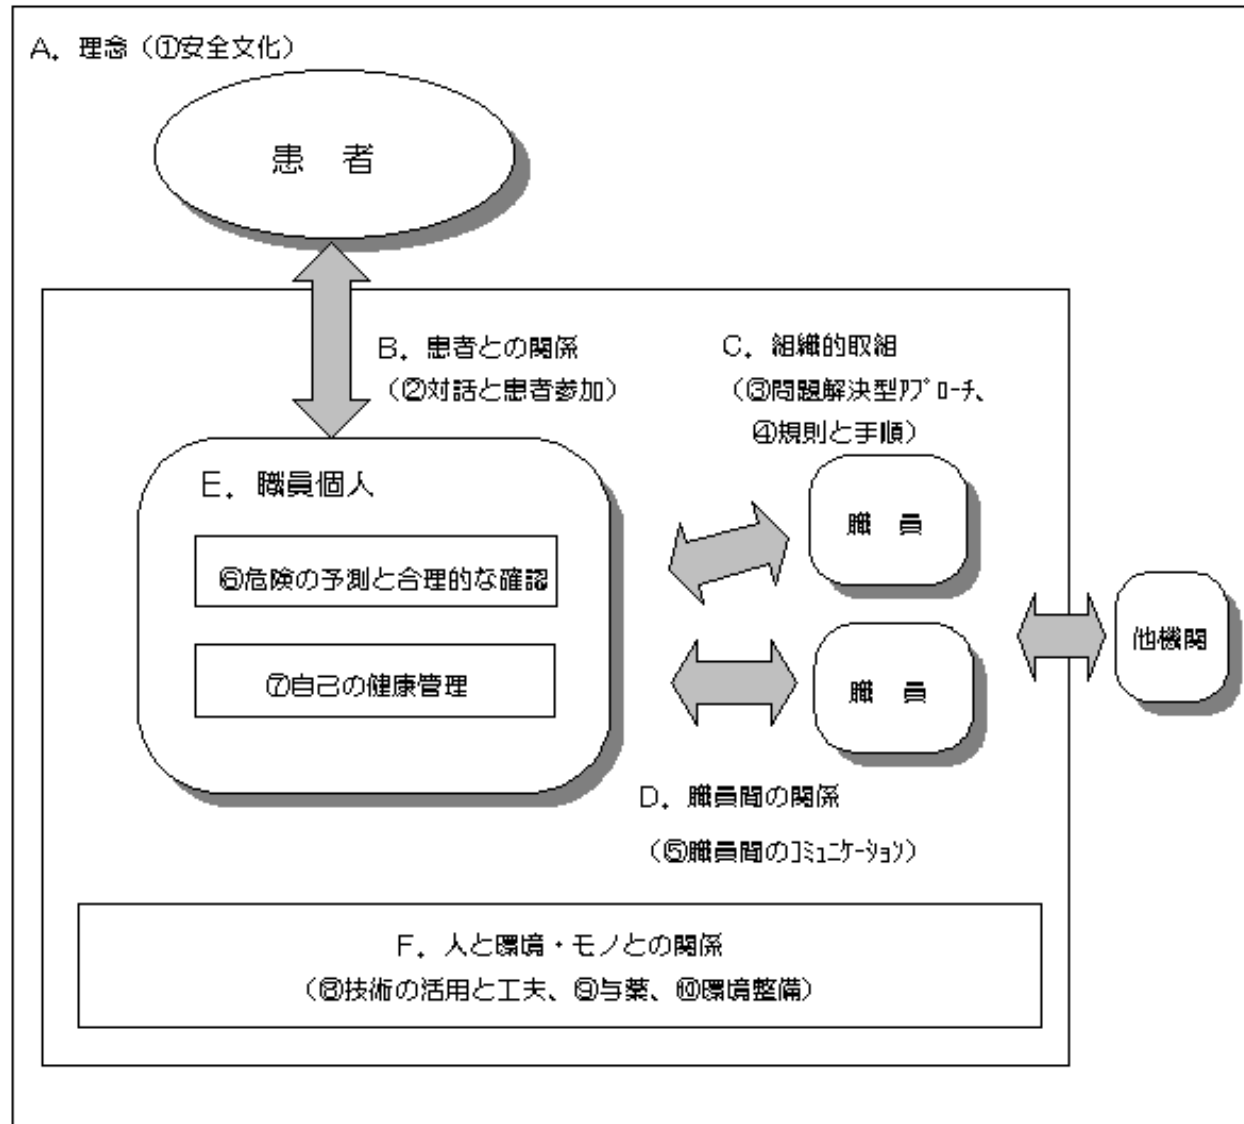 A．理念（①安全文化）
患　者
B．患者との関係
（②対話と患者参加）
C．組織的取組
（③問題解決型ｱﾌﾟﾛｰﾁ、
④規則と手順）
E．職員個人
⑥危険の予測と合理的な確認
⑦自己の健康管理
職　員
職　員
他機関
D．職員間の関係
（⑤職員間のｺﾐｭﾆｹｰｼｮﾝ）
F．人と環境・モノとの関係
（⑧技術の活用と工夫、⑨与薬、⑩環境整備）